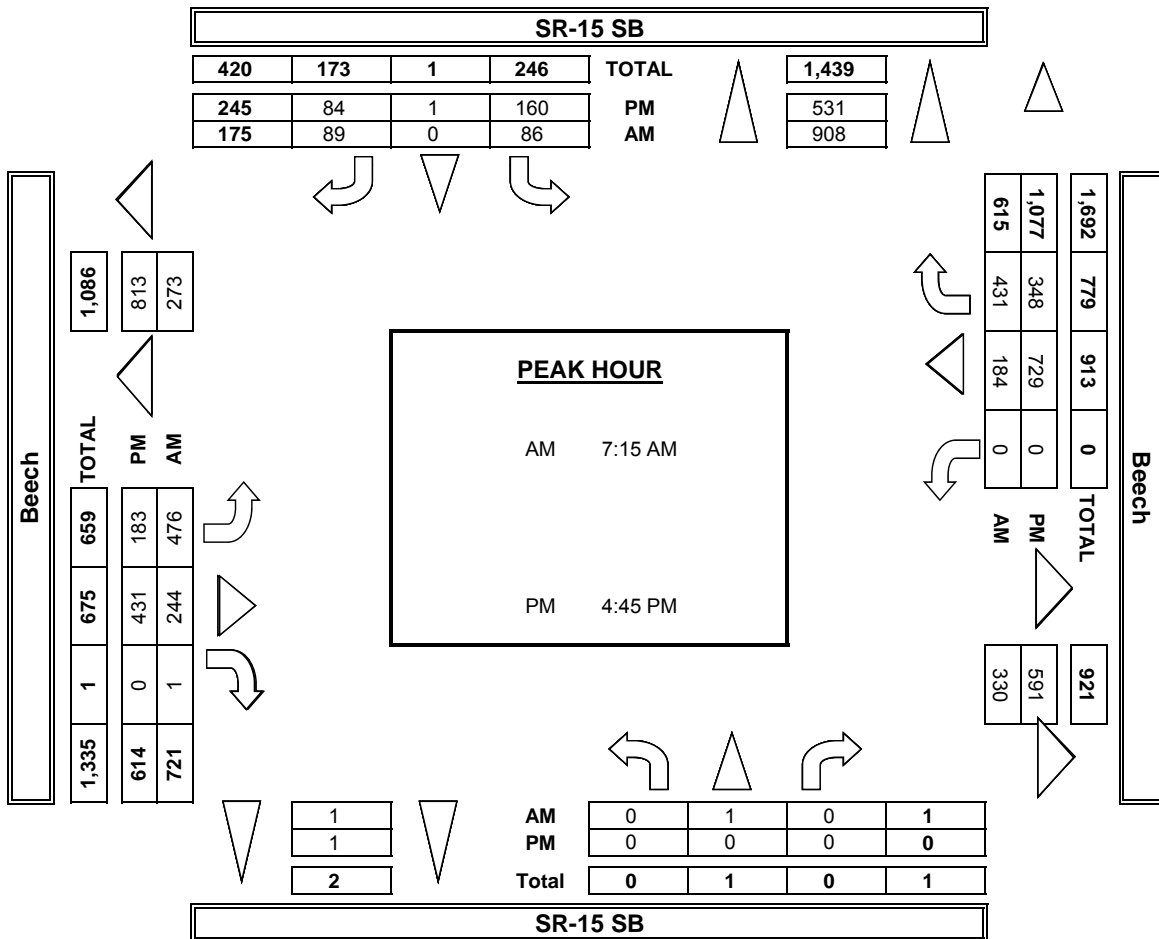 SR-15 SB
420 173 1 246 TOTAL 1,439
245 84 1 160 PM 531
175 89 0 86 AM 908
Beech
1,086
813
273
TOTAL
PM
AM
659 675 1 1,335
183 431 0 614
476 244 1 721
PEAK HOUR
AM 7:15 AM
PM 4:45 PM
1,692 779 913 0 TOTAL
1,077 348 729 0 PM
615 431 184 0 AM
921
591
330
Beech
1 AM 0 1 0 1
1 PM 0 0 0 0
2 Total 0 1 0 1
SR-15 SB